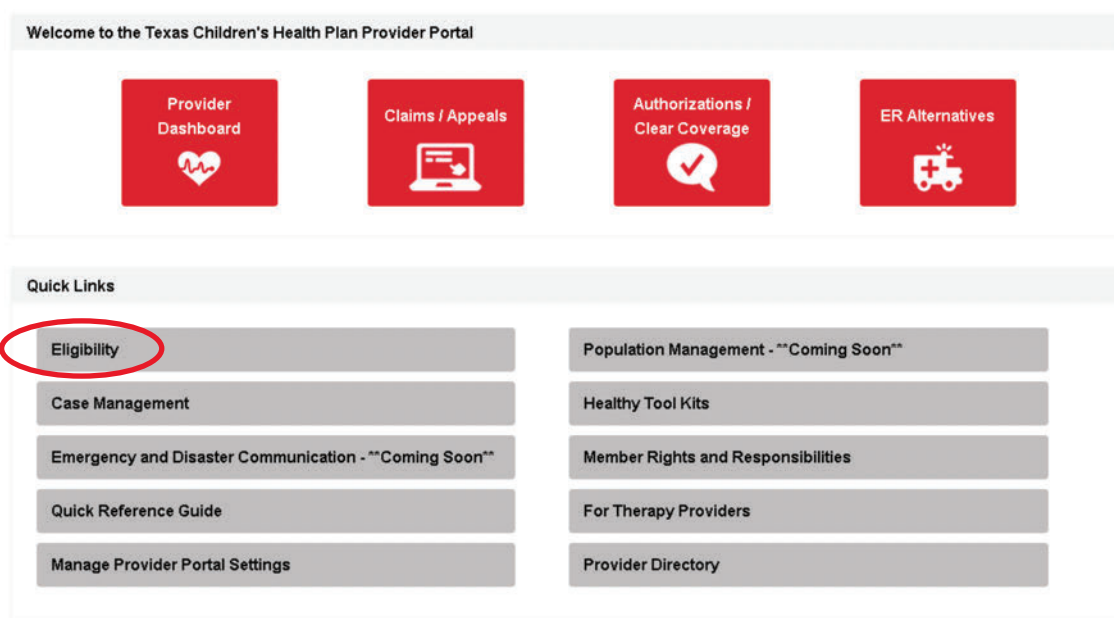 Welcome to the Texas Children's Health Plan Provider Portal
Provider
Dashboard
Claims / Appeals
Authorizations /
Clear Coverage
ER Alternatives
Quick Links
Eligibility
Population Management - **Coming Soon**
Case Management
Healthy Tool Kits
Emergency and Disaster Communication - **Coming Soon**
Member Rights and Responsibilities
Quick Reference Guide
For Therapy Providers
Manage Provider Portal Settings
Provider Directory